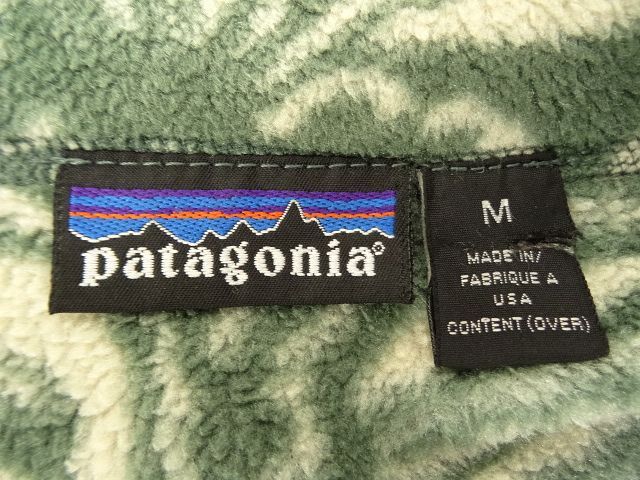 patagonia®
M
MADE IN/
FABRIQUE A
USA
CONTENT (OVER)